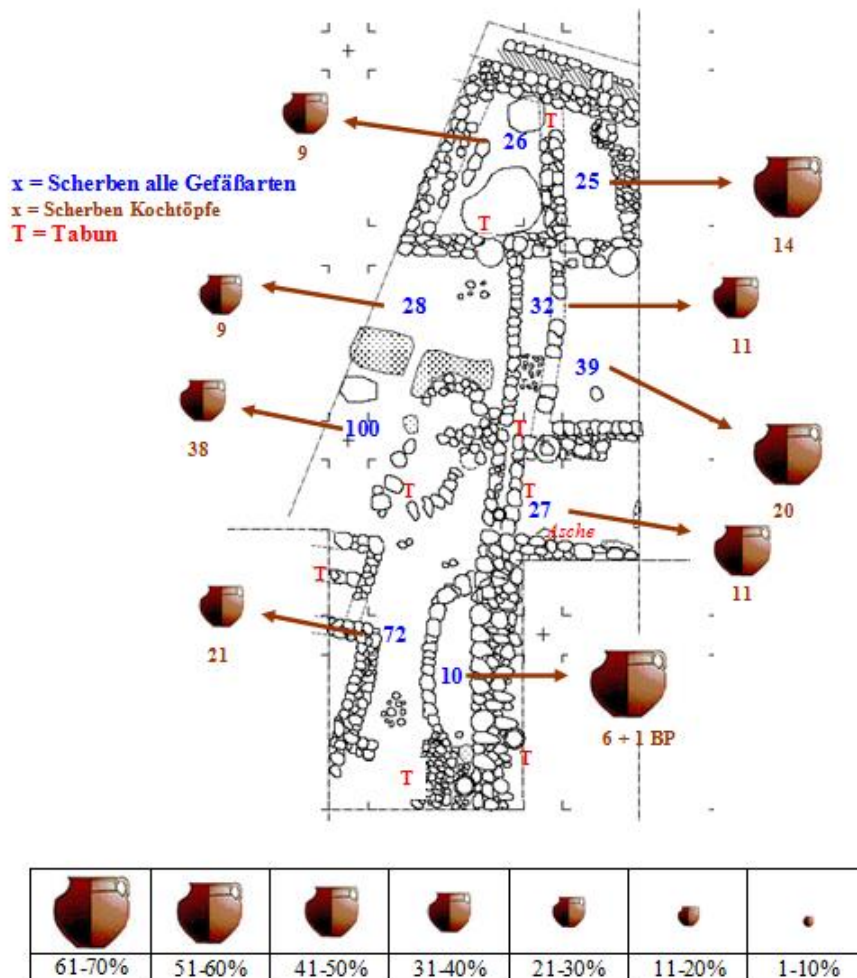 9
26
T
x = Scherben alle Gefäßarten
x = Scherben Kochtöpfe
T = Tabun
25
14
T
28
9
32
11
39
38
100
T
20
T
T
27
Asche
11
T
21
72
10
6 + 1 BP
T
T
61-70%
51-60%
41-50%
31-40%
21-30%
11-20%
1-10%